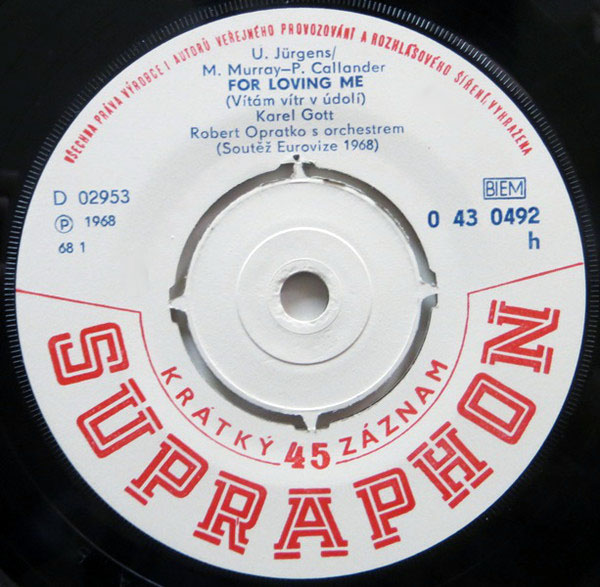 VŠECHNA PRÁVA VÝROBCE I AUTORŮ VEŘEJNÉHO PROVOZOVÁNÍ A ROZHLASOVÉHO ŠÍŘENÍ, VYHRAŽENA
U. Jürgens/
M. Murray—P. Callander
FOR LOVING ME
(Vítám vítr v údolí)
Karel Gott
Robert Opratko s orchestrem
(Soutěž Eurovize 1968)
D 02953
Ⓟ 1968
68 1
BIEM
0 43 0492
h
KRÁTKÝ 45 ZÁZNAM
SUPRAPHON